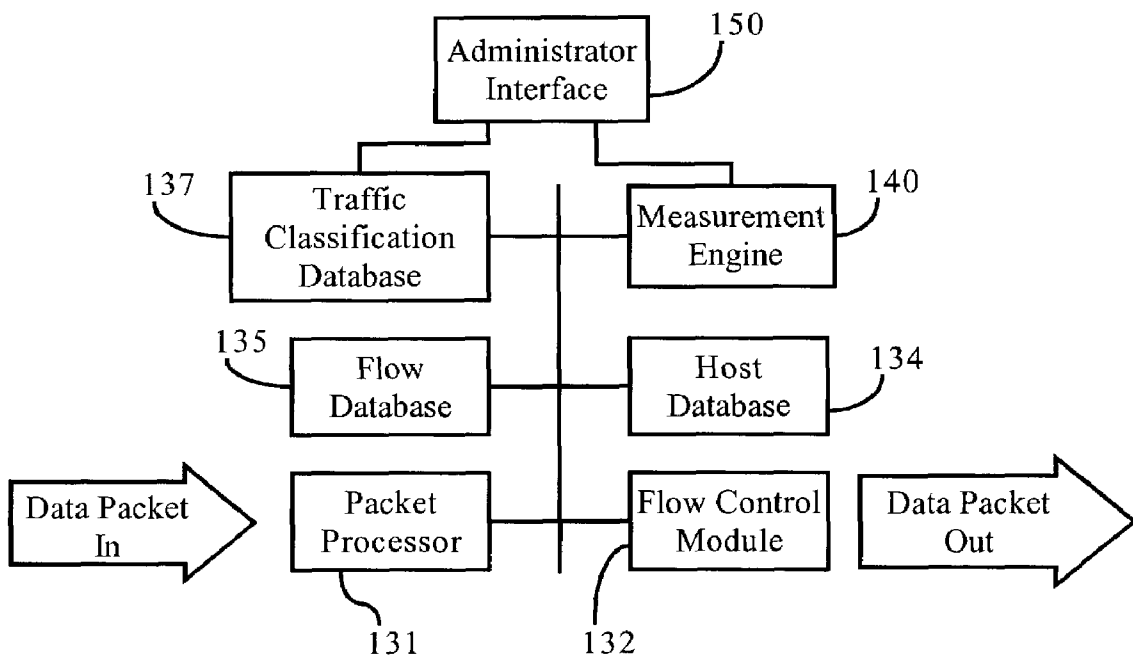 150
Administrator
Interface
137
Traffic
Classification
Database
140
Measurement
Engine
135
Flow
Database
Host
Database
134
Data Packet
In
Packet
Processor
Flow Control
Module
Data Packet
Out
131
132